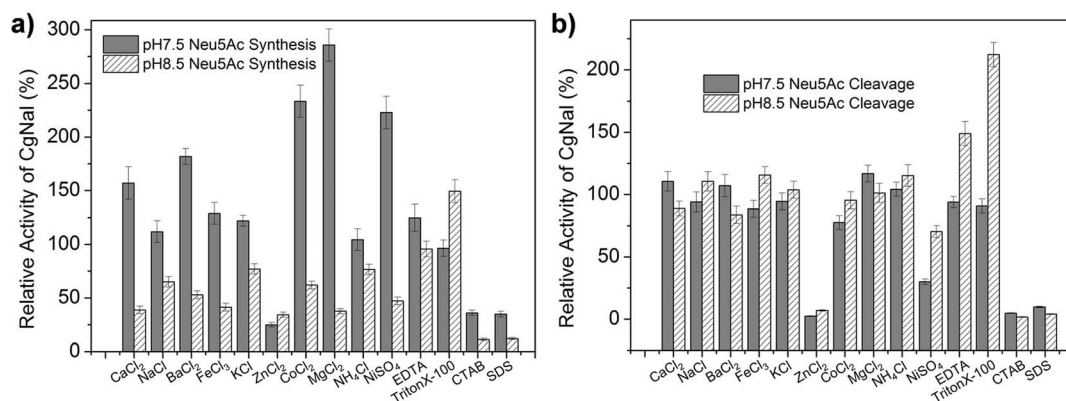 a)
pH7.5 Neu5Ac Synthesis
pH8.5 Neu5Ac Synthesis
Relative Activity of CgNal (%)
300
250
200
150
100
50
0
CaCl2
NaCl
BaCl2
FeCl3
KCl
ZnCl2
CoCl2
MgCl2
NH4Cl
NiSO4
EDTA
TritonX-100
CTAB
SDS
b)
pH7.5 Neu5Ac Cleavage
pH8.5 Neu5Ac Cleavage
Relative Activity of CgNal (%)
200
150
100
50
0
CaCl2
NaCl
BaCl2
FeCl3
KCl
ZnCl2
CoCl2
MgCl2
NH4Cl
NiSO4
EDTA
TritonX-100
CTAB
SDS